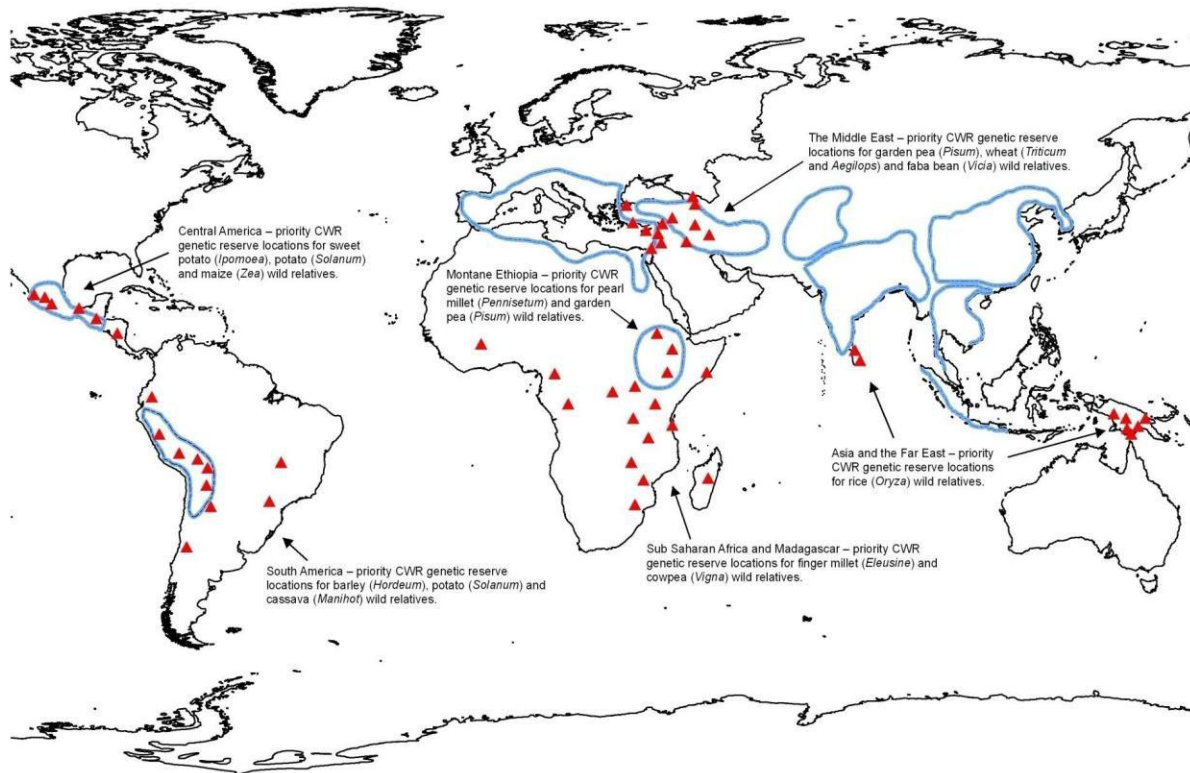 The Middle East – priority CWR genetic reserve
locations for garden pea (Pisum), wheat (Triticum
and Aegilops) and faba bean (Vicia) wild relatives.
Central America – priority CWR
genetic reserve locations for sweet
potato (Ipomoea), potato (Solanum)
and maize (Zea) wild relatives.
Montane Ethiopia – priority CWR
genetic reserve locations for pearl
millet (Pennisetum) and garden
pea (Pisum) wild relatives.
Asia and the Far East – priority
CWR genetic reserve locations
for rice (Oryza) wild relatives.
Sub Saharan Africa and Madagascar – priority CWR
genetic reserve locations for finger millet (Eleusine) and
cowpea (Vigna) wild relatives.
South America – priority CWR genetic reserve
locations for barley (Hordeum), potato (Solanum) and
cassava (Manihot) wild relatives.